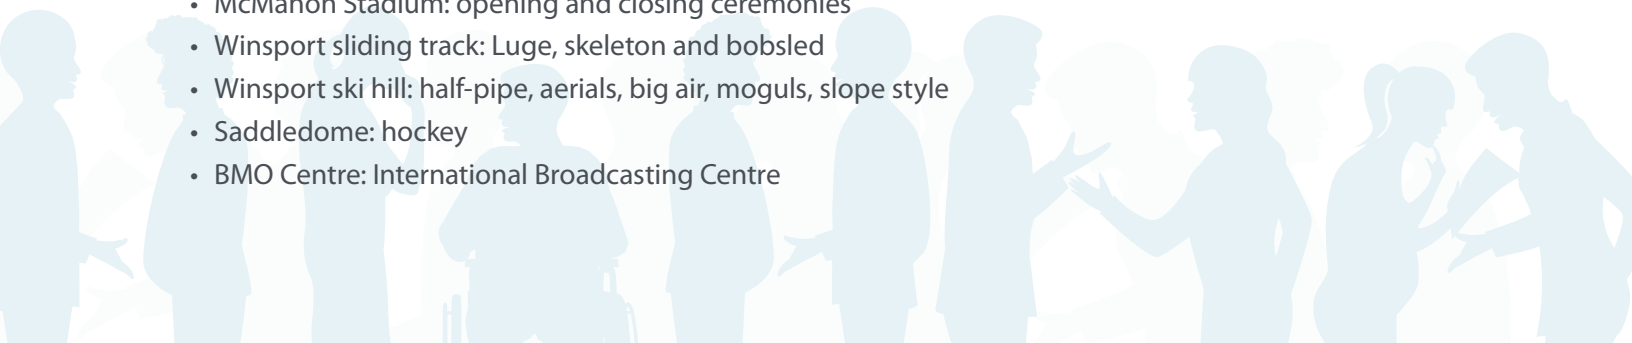 • McMahon Stadium: opening and closing ceremonies
• Winsport sliding track: Luge, skeleton and bobsled
• Winsport ski hill: half-pipe, aerials, big air, moguls, slope style
• Saddledome: hockey
• BMO Centre: International Broadcasting Centre